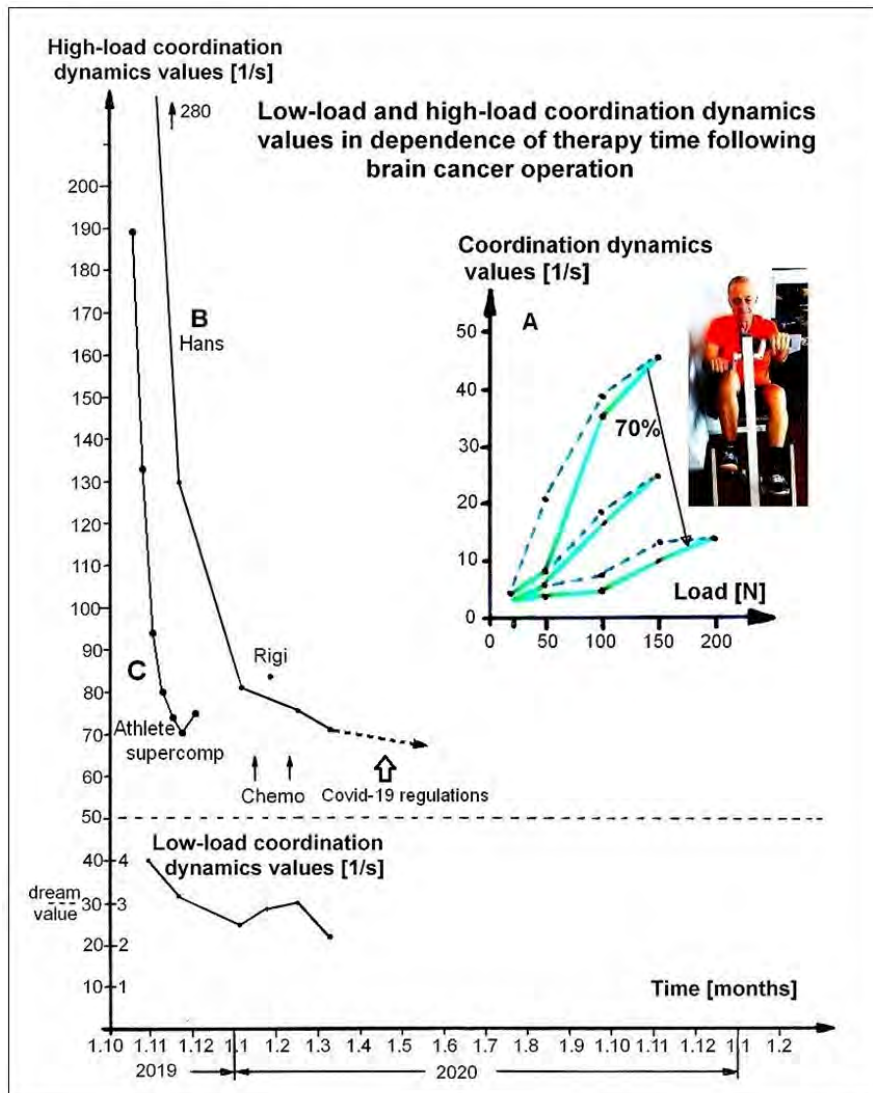 High-load coordination
dynamics values [1/s]
280
Low-load and high-load coordination dynamics
values in dependence of therapy time following
brain cancer operation
200
190
180
170
160
150
140
130
120
110
100
90
80
70
60
50
40 4
30 3
20 2
10 1
0
dream
value
B
Hans
C
Athlete
supercomp
Rigi
Chemo
Covid-19 regulations
Coordination dynamics
values [1/s]
A
50
40
30
20
10
0
70%
Load [N]
0 50 100 150 200
Low-load coordination
dynamics values [1/s]
Time [months]
1.10 1.11 1.12 1.1 1.2 1.3 1.4 1.5 1.6 1.7 1.8 1.9 1.10 1.11 1.12 1.1 1.2
2019 2020